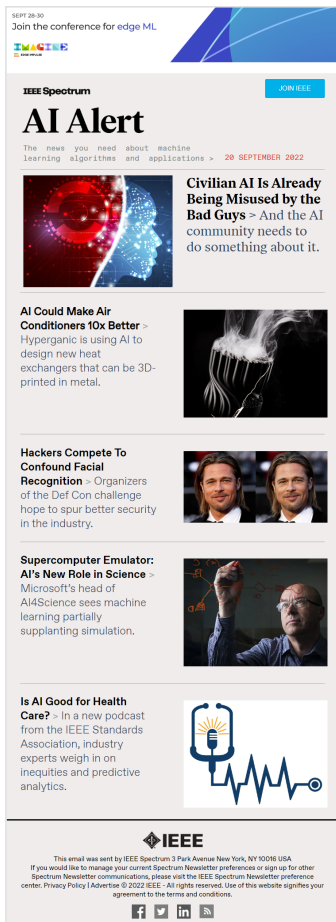 SEPT 28-30
Join the conference for edge ML
IMAGINE
EDGE IMPULSE
IEEE Spectrum
JOIN IEEE
AI Alert
The news you need about machine
learning algorithms and applications >
20 SEPTEMBER 2022
Civilian AI Is Already
Being Misused by the
Bad Guys > And the AI
community needs to
do something about it.
AI Could Make Air
Conditioners 10x Better >
Hyperganic is using AI to
design new heat
exchangers that can be 3D-
printed in metal.
Hackers Compete To
Confound Facial
Recognition > Organizers
of the Def Con challenge
hope to spur better security
in the industry.
Supercomputer Emulator:
AI's New Role in Science >
Microsoft's head of
AI4Science sees machine
learning partially
supplanting simulation.
Is AI Good for Health
Care? > In a new podcast
from the IEEE Standards
Association, industry
experts weigh in on
inequities and predictive
analytics.
IEEE
This email was sent by IEEE Spectrum 3 Park Avenue New York, NY 10016 USA
If you would like to manage your current Spectrum Newsletter preferences or sign up for other
Spectrum Newsletter communications, please visit the IEEE Spectrum Newsletter preference
center. Privacy Policy | Advertise © 2022 IEEE - All rights reserved. Use of this website signifies your
agreement to the terms and conditions.